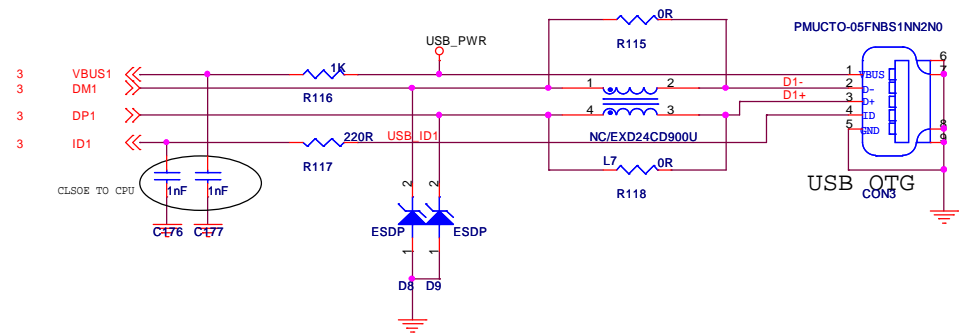 0R
PMUCTO-05FNBS1NN2N0
USB_PWR
R115
6
3 VBUS1
1K
1 VBUS
7
3 DM1
1 2
D1-
2 D-
R116
D1+
3 D+
3 DP1
4 3
4 ID
3 ID1
220R
USB_ID1
NC/EXD24CD900U
5 GND
8
9
R117
L7
0R
CLSOE TO CPU
1nF
1nF
2 2
R118
USB OTG
CON3
C176 C177
ESDP
ESDP
1 1
D8 D9